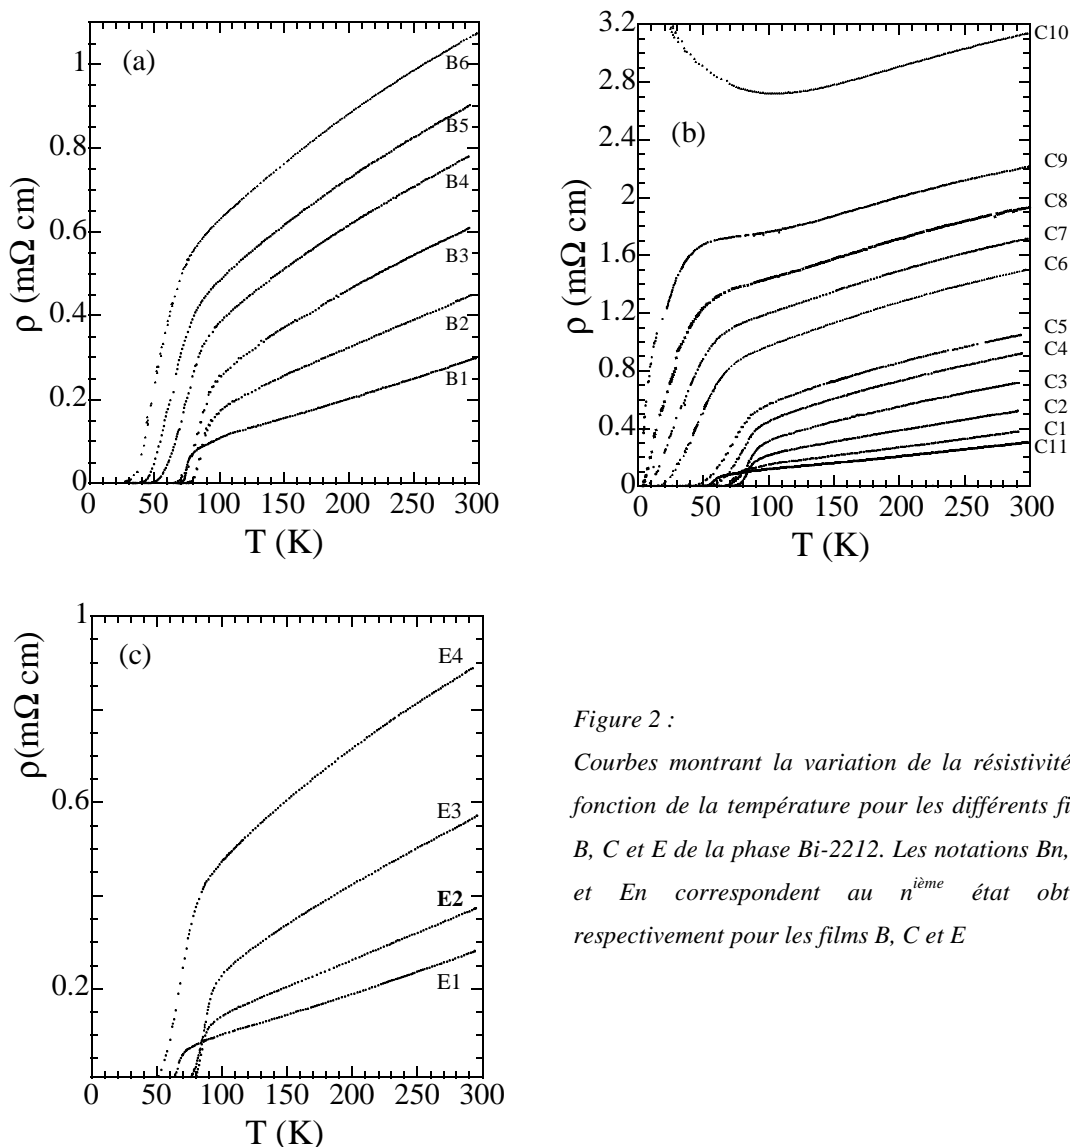 (a)
1
0.8
0.6
0.4
0.2
0
ρ (mΩ cm)
B6
B5
B4
B3
B2
B1
0 50 100 150 200 250 300
T (K)
(b)
3.2
2.8
2.4
2
1.6
1.2
0.8
0.4
0
ρ (mΩ cm)
C10
C9
C8
C7
C6
C5
C4
C3
C2
C1
C11
0 50 100 150 200 250 300
T (K)
(c)
1
0.6
0.2
ρ(mΩ cm)
E4
E3
E2
E1
0 50 100 150 200 250 300
T (K)
Figure 2 :
Courbes montrant la variation de la résistivité
fonction de la température pour les différents fi
B, C et E de la phase Bi-2212. Les notations Bn,
et En correspondent au nième état obt
respectivement pour les films B, C et E